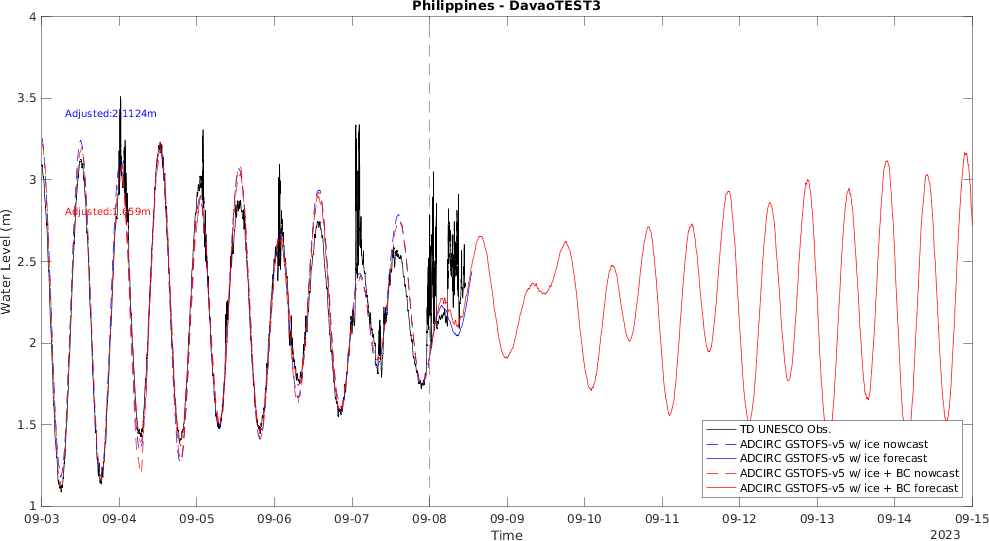 Philippines - DavaoTEST3
4
3.5
3
2.5
2
1.5
1
Water Level (m)
Adjusted:2.1124m
Adjusted:1.659m
TD UNESCO Obs.
ADCIRC GSTOFS-v5 w/ ice nowcast
ADCIRC GSTOFS-v5 w/ ice forecast
ADCIRC GSTOFS-v5 w/ ice + BC nowcast
ADCIRC GSTOFS-v5 w/ ice + BC forecast
09-03 09-04 09-05 09-06 09-07 09-08 09-09 09-10 09-11 09-12 09-13 09-14 09-15
Time
2023